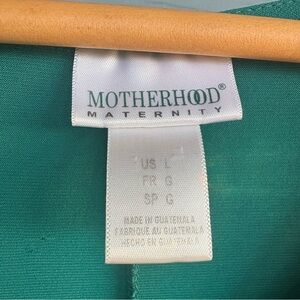 MOTHERHOOD®
MATERNITY
US L
FR G
SP G
MADE IN GUATEMALA
FABRIQUE AU GUATEMALA
HECHO EN GUATEMALA